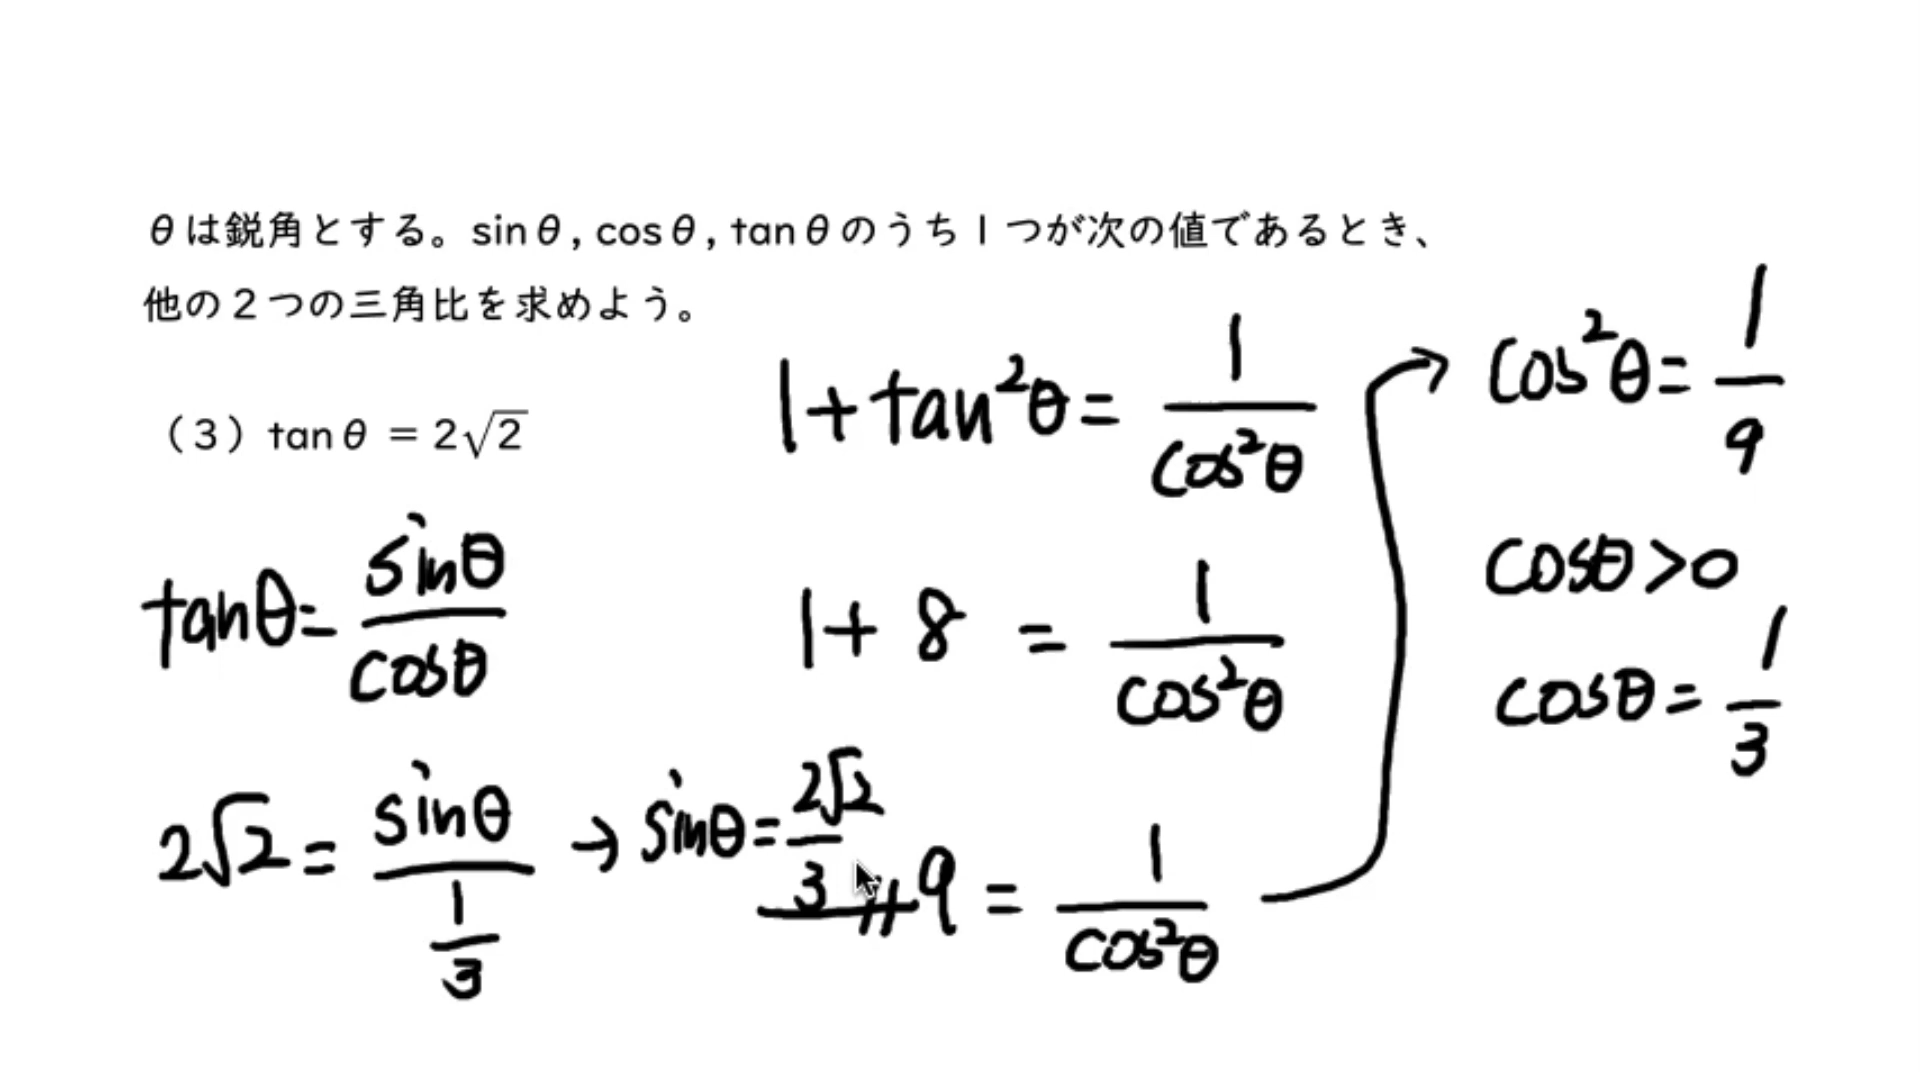 θは鋭角とする。sinθ, cosθ, tanθのうち1つが次の値であるとき、
他の2つの三角比を求めよう。
(3) tanθ = 2√2
1+tan²θ= 1/cos²θ
1+ 8 = 1/cos²θ
9 = 1/cos²θ
→ cos²θ= 1/9
cosθ>0
cosθ= 1/3
tanθ= sinθ/cosθ
2√2= sinθ/(1/3) → sinθ= 2√2/3